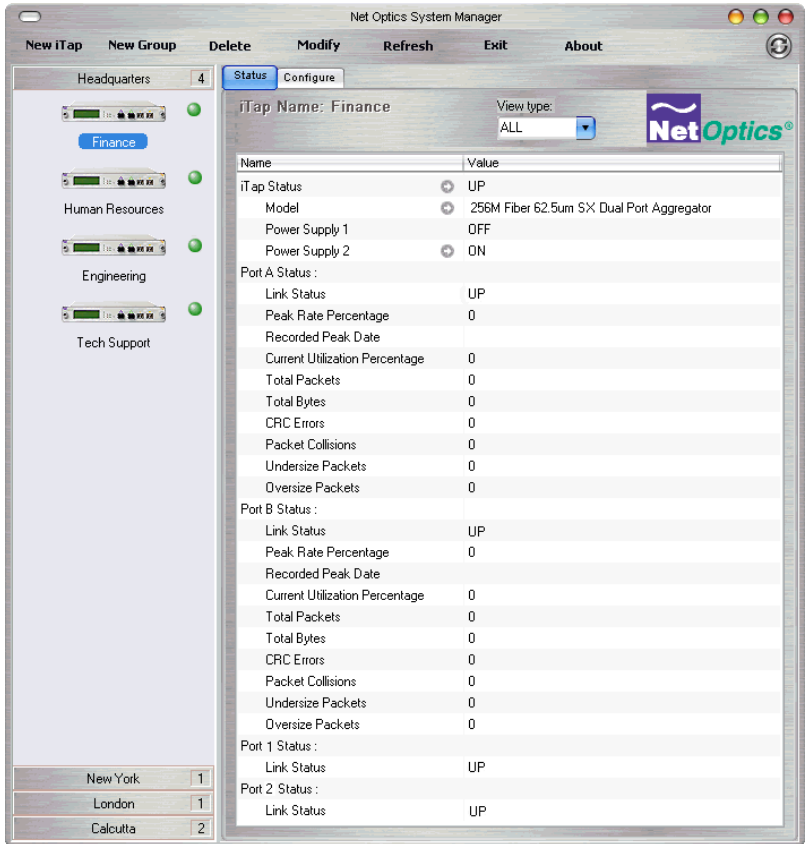 Net Optics System Manager
New iTap New Group Delete Modify Refresh Exit About
Headquarters 4
Finance
Human Resources
Engineering
Tech Support
New York 1
London 1
Calcutta 2
Status Configure
iTap Name: Finance
View type:
ALL
Net Optics®
Name Value
iTap Status UP
Model 256M Fiber 62.5um SX Dual Port Aggregator
Power Supply 1 OFF
Power Supply 2 ON
Port A Status :
Link Status UP
Peak Rate Percentage 0
Recorded Peak Date
Current Utilization Percentage 0
Total Packets 0
Total Bytes 0
CRC Errors 0
Packet Collisions 0
Undersize Packets 0
Oversize Packets 0
Port B Status :
Link Status UP
Peak Rate Percentage 0
Recorded Peak Date
Current Utilization Percentage 0
Total Packets 0
Total Bytes 0
CRC Errors 0
Packet Collisions 0
Undersize Packets 0
Oversize Packets 0
Port 1 Status :
Link Status UP
Port 2 Status :
Link Status UP